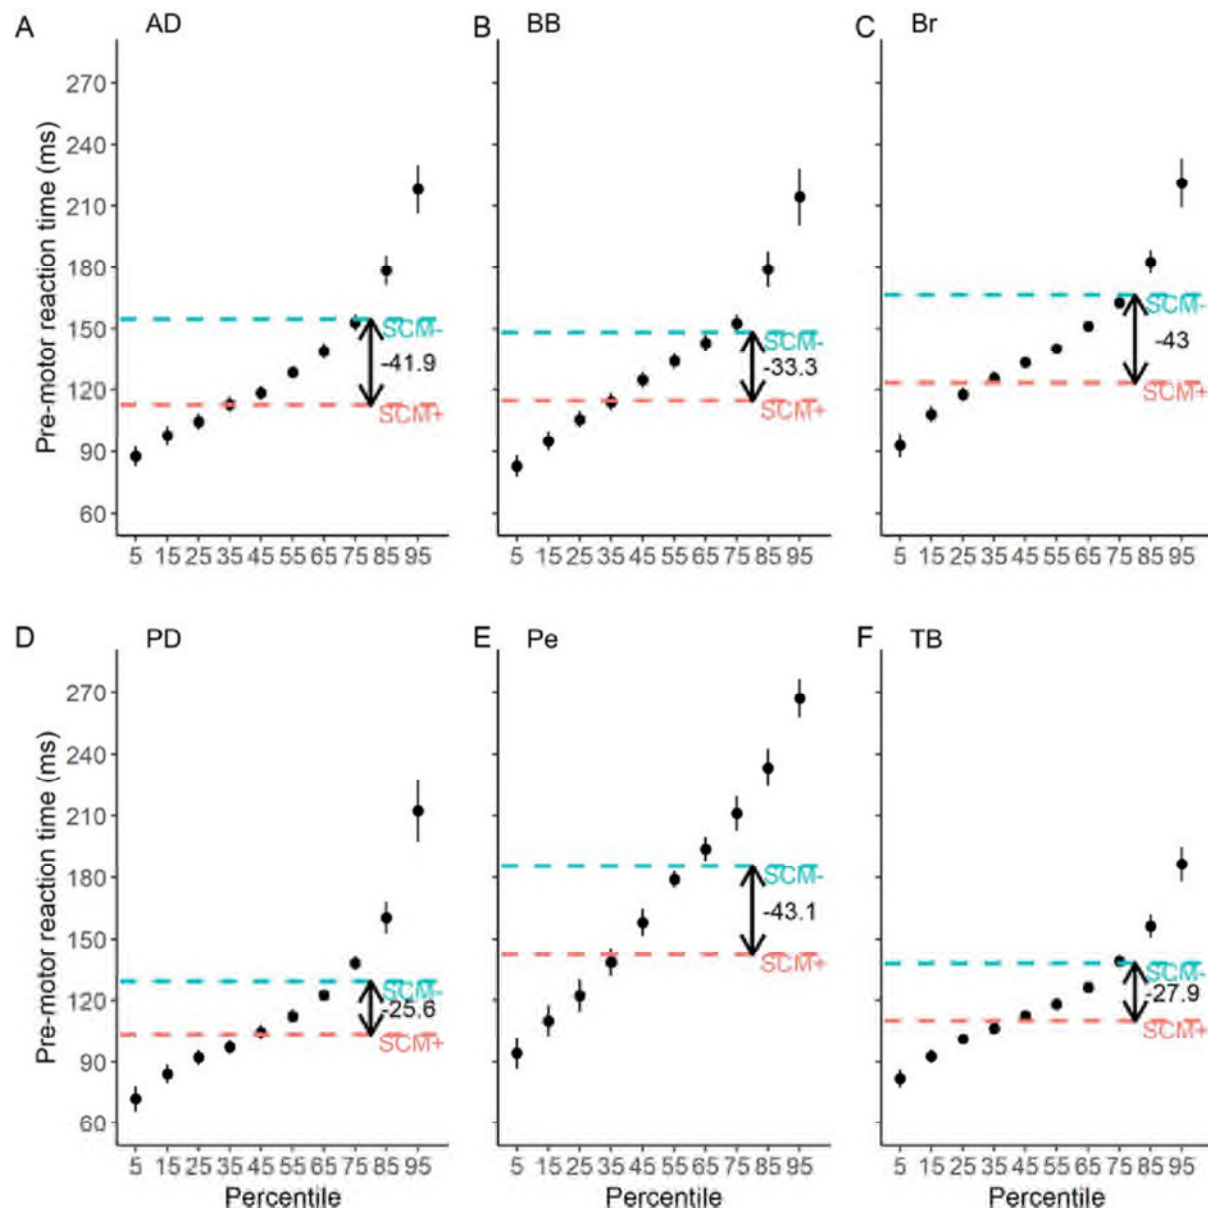 A AD B BB C Br
Pre-motor reaction time (ms)
270
240
210
180
150
120
90
60
SCM-
-41.9
SCM+
SCM-
-33.3
SCM+
SCM-
-43
SCM+
5 15 25 35 45 55 65 75 85 95
5 15 25 35 45 55 65 75 85 95
5 15 25 35 45 55 65 75 85 95
D PD E Pe F TB
Pre-motor reaction time (ms)
270
240
210
180
150
120
90
60
SCM-
-25.6
SCM+
SCM-
-43.1
SCM+
SCM-
-27.9
SCM+
5 15 25 35 45 55 65 75 85 95
5 15 25 35 45 55 65 75 85 95
5 15 25 35 45 55 65 75 85 95
Percentile
Percentile
Percentile